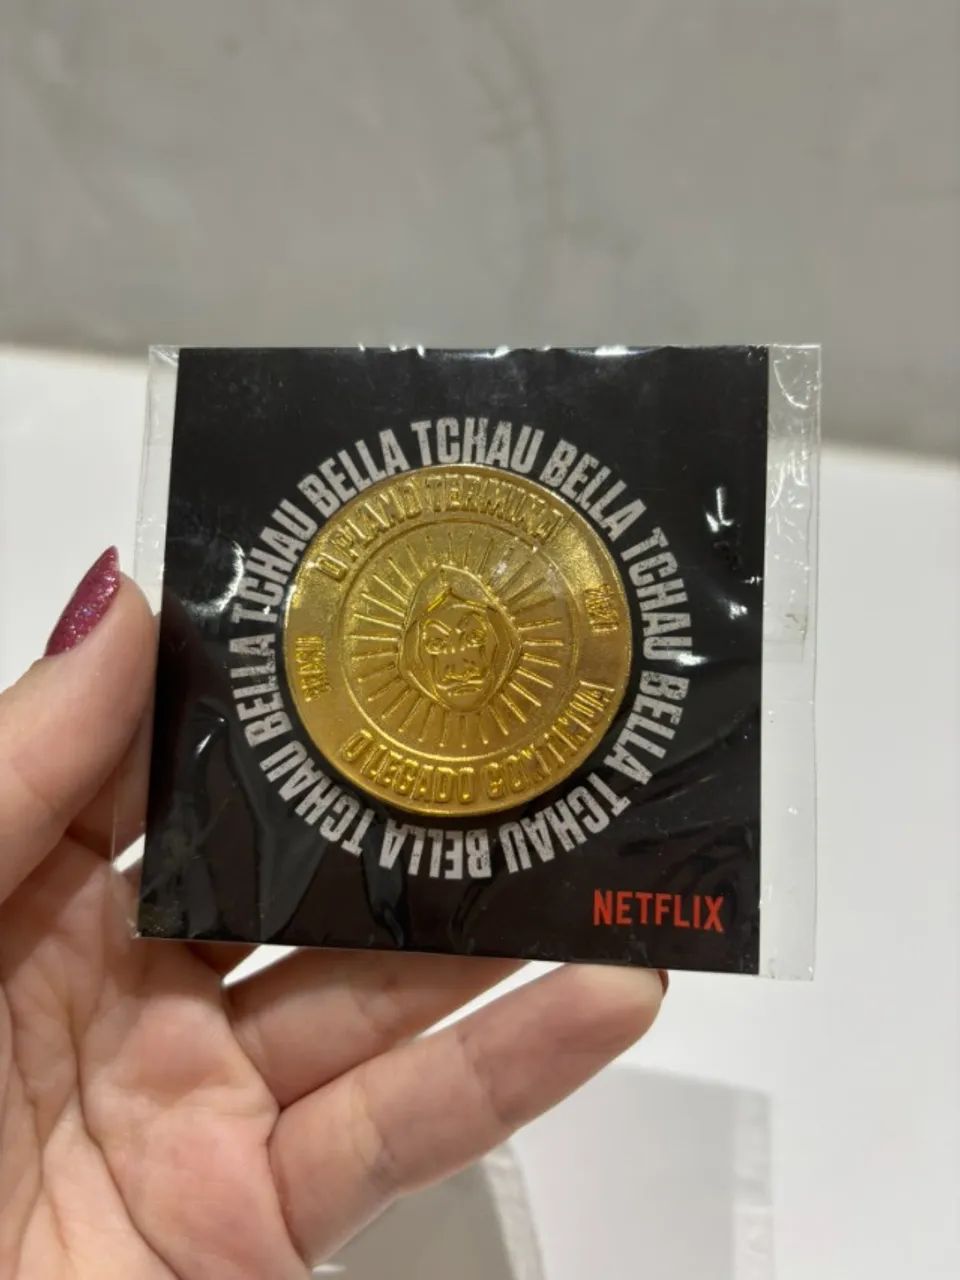 BELLA TCHAU BELLA TCHAU BELLA TCHAU BELLA TCHAU BELLA TCHAU
O PLANO TERMINA
O LEGADO CONTINUA
NETFLIX